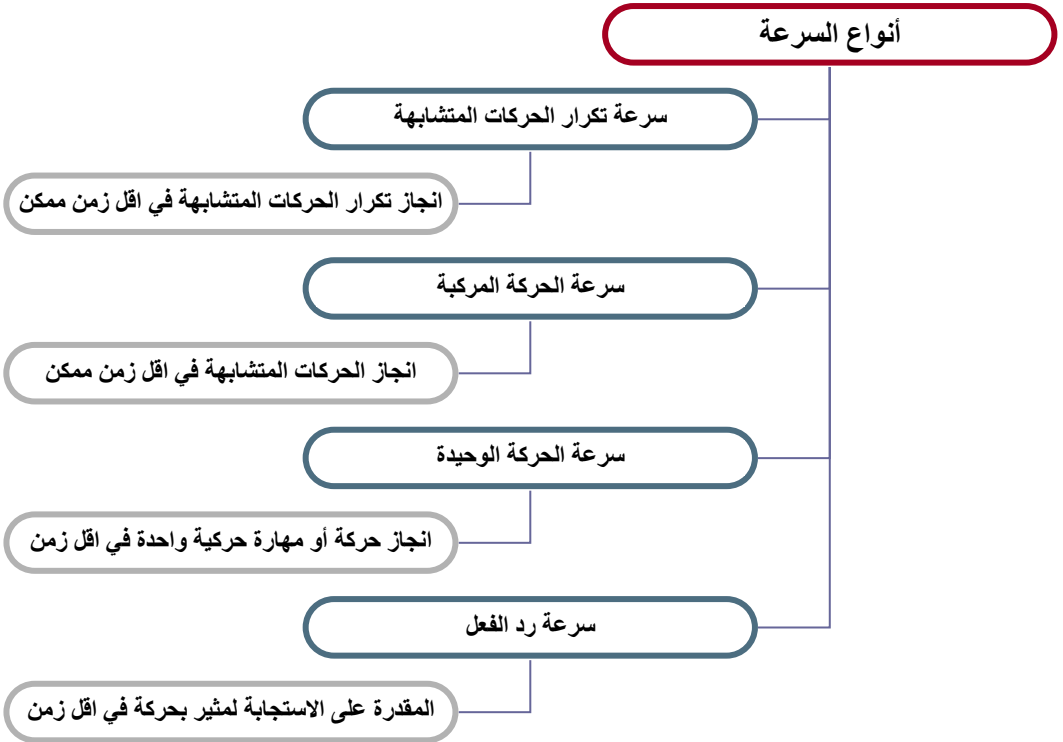 أنواع السرعة
سرعة تكرار الحركات المتشابهة
انجاز تكرار الحركات المتشابهة في اقل زمن ممكن
سرعة الحركة المركبة
انجاز الحركات المتشابهة في اقل زمن ممكن
سرعة الحركة الوحيدة
انجاز حركة أو مهارة حركية واحدة في اقل زمن
سرعة رد الفعل
المقدرة على الاستجابة لمثير بحركة في اقل زمن